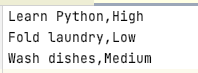 Learn Python,High
Fold laundry,Low
Wash dishes,Medium